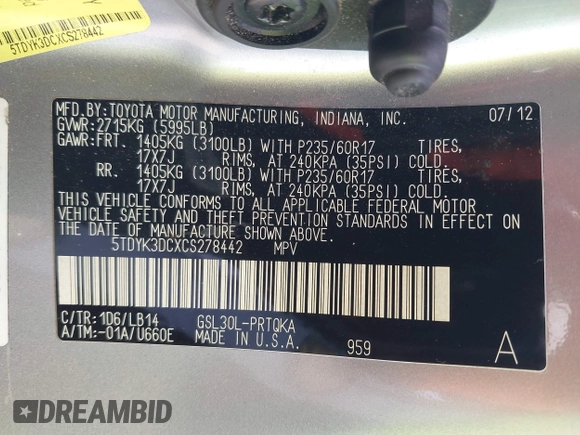 5TDYK3DCXCS278442
MFD.BY:TOYOTA MOTOR MANUFACTURING, INDIANA, INC. 07/12
GVWR:2715KG (5995LB)
GAWR:FRT. 1405KG (3100LB) WITH P235/60R17 TIRES,
17X7J RIMS, AT 240KPA (35PSI) COLD.
RR. 1405KG (3100LB) WITH P235/60R17 TIRES,
17X7J RIMS, AT 240KPA (35PSI) COLD.
THIS VEHICLE CONFORMS TO ALL APPLICABLE FEDERAL MOTOR
VEHICLE SAFETY AND THEFT PREVENTION STANDARDS IN EFFECT ON
THE DATE OF MANUFACTURE SHOWN ABOVE.
5TDYK3DCXCS278442 MPV
C/TR:1D6/LB14 GSL30L-PRTQKA
A/TM:-01A/U660E MADE IN U.S.A. 959 A
DREAMBID